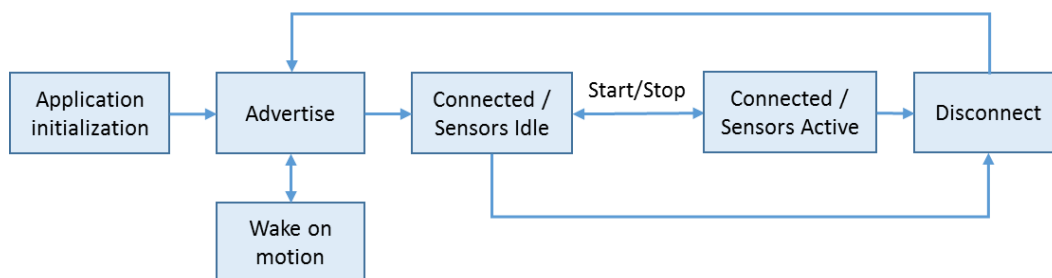 Application
initialization
Advertise
Connected /
Sensors Idle
Start/Stop
Connected /
Sensors Active
Disconnect
Wake on
motion